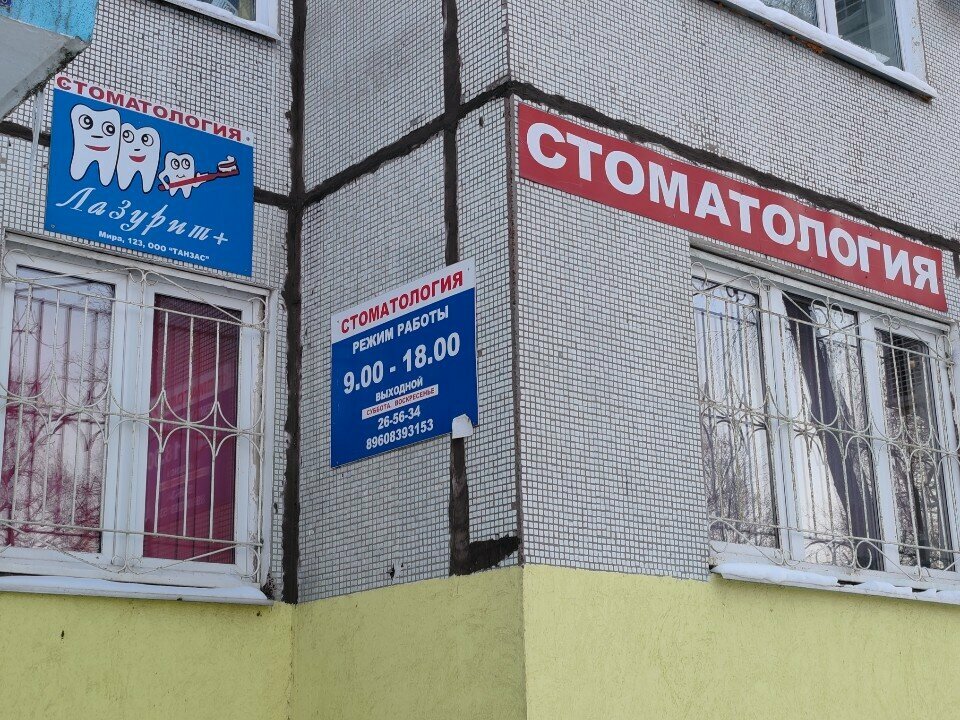 СТОМАТОЛОГИЯ
Лазурит+
Мира, 123, ООО "ТАНЗАС"
СТОМАТОЛОГИЯ
РЕЖИМ РАБОТЫ
9.00 - 18.00
ВЫХОДНОЙ
СУББОТА, ВОСКРЕСЕНЬЕ
26-56-34
89608393153
СТОМАТОЛОГИЯ